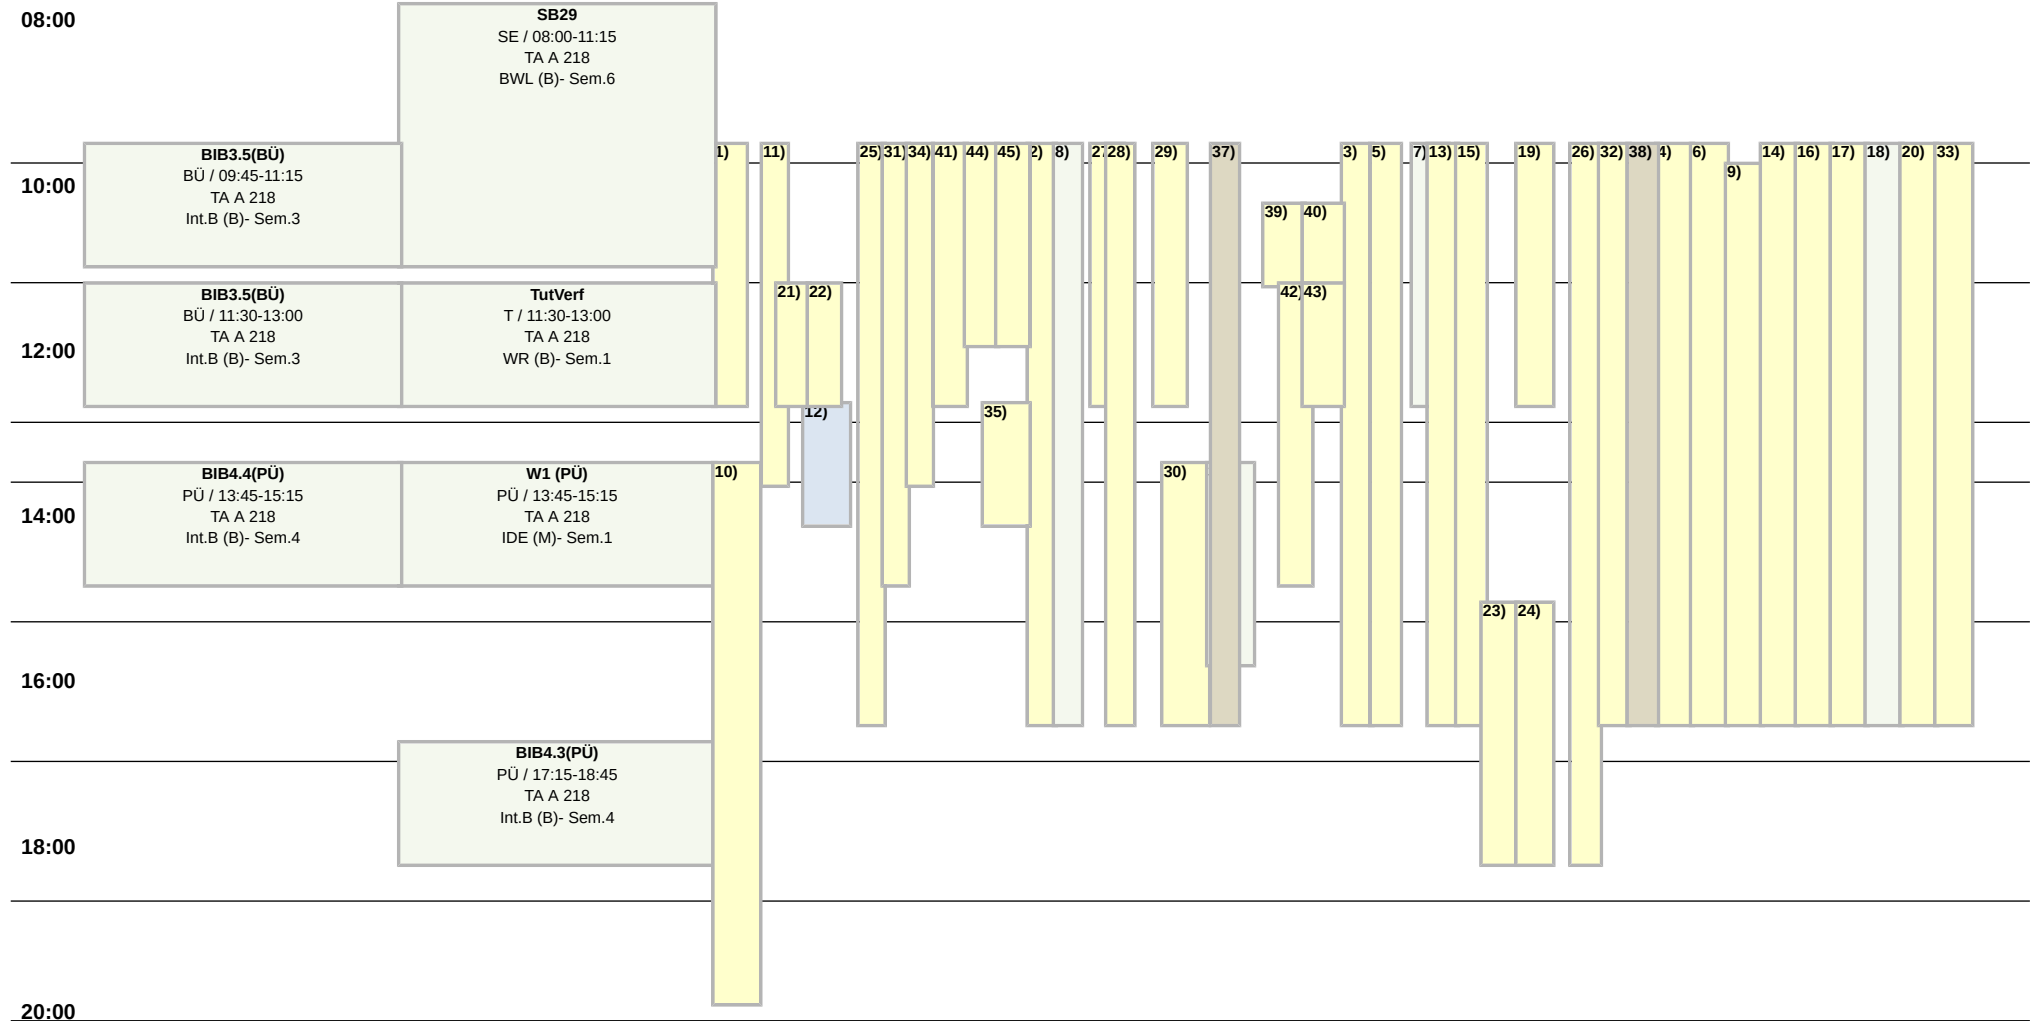 08:00
SB29
SE / 08:00-11:15
TA A 218
BWL (B)- Sem.6
BIB3.5(BÜ)
BÜ / 09:45-11:15
TA A 218
Int.B (B)- Sem.3
1)
11)
25)
31)
34)
41)
44)
45)
2)
8)
28)
29)
37)
3)
5)
7)
13)
15)
19)
26)
32)
38)
4)
6)
9)
14)
16)
17)
18)
20)
33)
10:00
39)
40)
BIB3.5(BÜ)
BÜ / 11:30-13:00
TA A 218
Int.B (B)- Sem.3
TutVerf
T / 11:30-13:00
TA A 218
WR (B)- Sem.1
21)
22)
42)
43)
12:00
12)
35)
BIB4.4(PÜ)
PÜ / 13:45-15:15
TA A 218
Int.B (B)- Sem.4
W1 (PÜ)
PÜ / 13:45-15:15
TA A 218
IDE (M)- Sem.1
10)
30)
14:00
23)
24)
16:00
BIB4.3(PÜ)
PÜ / 17:15-18:45
TA A 218
Int.B (B)- Sem.4
18:00
20:00